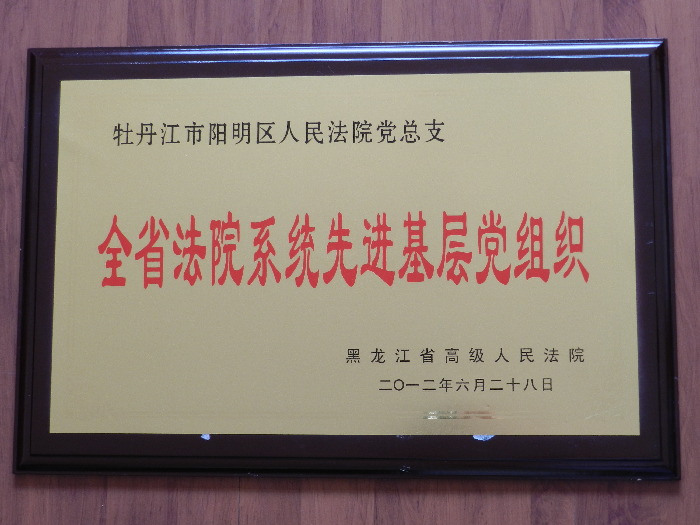 牡丹江市阳明区人民法院党总支
全省法院系统先进基层党组织
黑龙江省高级人民法院
二〇一二年六月二十八日